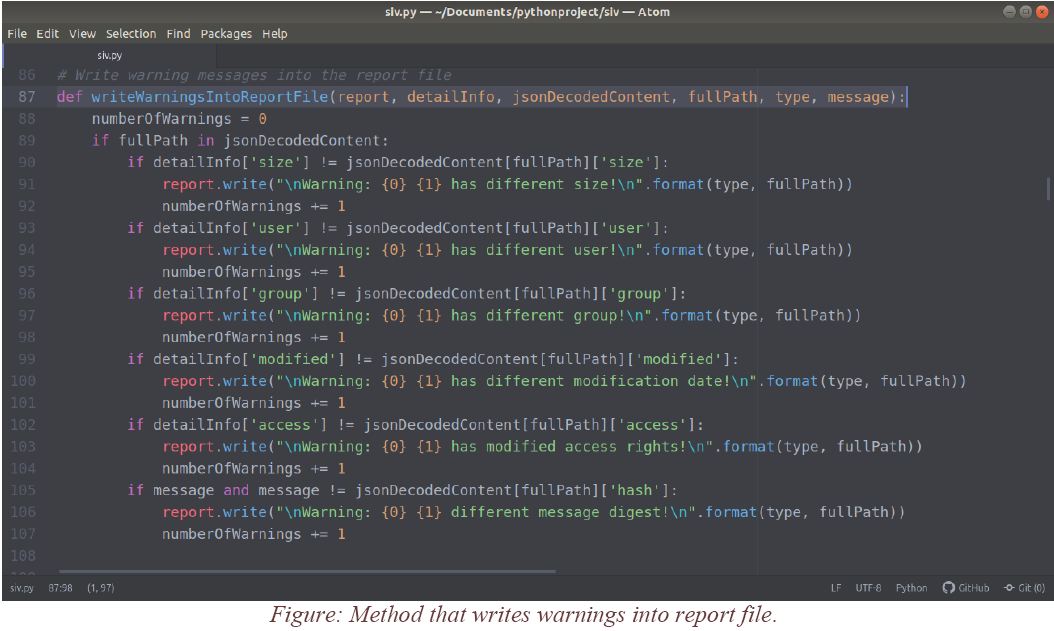 siv.py — ~/Documents/pythonproject/siv — Atom
File Edit View Selection Find Packages Help
siv.py
86 # Write warning messages into the report file
87 def writeWarningsIntoReportFile(report, detailInfo, jsonDecodedContent, fullPath, type, message):
88 numberOfWarnings = 0
89 if fullPath in jsonDecodedContent:
90 if detailInfo['size'] != jsonDecodedContent[fullPath]['size']:
91 report.write("\nWarning: {0} {1} has different size!\n".format(type, fullPath))
92 numberOfWarnings += 1
93 if detailInfo['user'] != jsonDecodedContent[fullPath]['user']:
94 report.write("\nWarning: {0} {1} has different user!\n".format(type, fullPath))
95 numberOfWarnings += 1
96 if detailInfo['group'] != jsonDecodedContent[fullPath]['group']:
97 report.write("\nWarning: {0} {1} has different group!\n".format(type, fullPath))
98 numberOfWarnings += 1
99 if detailInfo['modified'] != jsonDecodedContent[fullPath]['modified']:
100 report.write("\nWarning: {0} {1} has different modification date!\n".format(type, fullPath))
101 numberOfWarnings += 1
102 if detailInfo['access'] != jsonDecodedContent[fullPath]['access']:
103 report.write("\nWarning: {0} {1} has modified access rights!\n".format(type, fullPath))
104 numberOfWarnings += 1
105 if message and message != jsonDecodedContent[fullPath]['hash']:
106 report.write("\nWarning: {0} {1} different message digest!\n".format(type, fullPath))
107 numberOfWarnings += 1
108
siv.py 87:98 (1, 97) LF UTF-8 Python GitHub Git (0)
Figure: Method that writes warnings into report file.